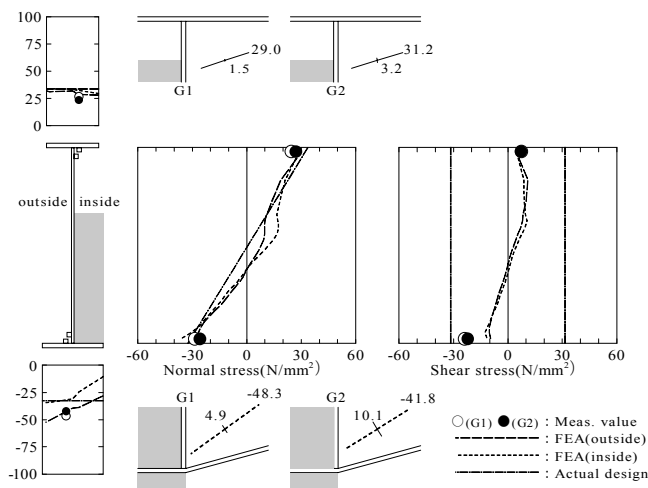 100
75
50
25
0
29.0
1.5
G1
31.2
3.2
G2
outside inside
-60 -30 0 30 60
Normal stress(N/mm²)
-60 -30 0 30 60
Shear stress(N/mm²)
0
-25
-50
-75
-100
G1
-48.3
4.9
G2
-41.8
10.1
(G1) (G2) : Meas. value
: FEA(outside)
: FEA(inside)
: Actual design